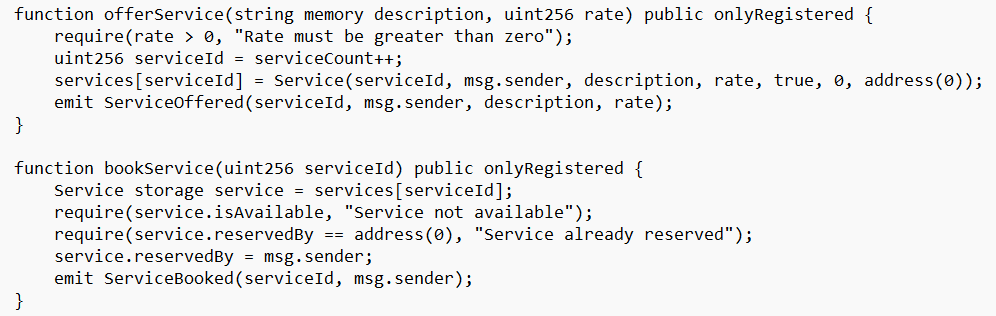 function offerService(string memory description, uint256 rate) public onlyRegistered {
    require(rate > 0, "Rate must be greater than zero");
    uint256 serviceId = serviceCount++;
    services[serviceId] = Service(serviceId, msg.sender, description, rate, true, 0, address(0));
    emit ServiceOffered(serviceId, msg.sender, description, rate);
}

function bookService(uint256 serviceId) public onlyRegistered {
    Service storage service = services[serviceId];
    require(service.isAvailable, "Service not available");
    require(service.reservedBy == address(0), "Service already reserved");
    service.reservedBy = msg.sender;
    emit ServiceBooked(serviceId, msg.sender);
}